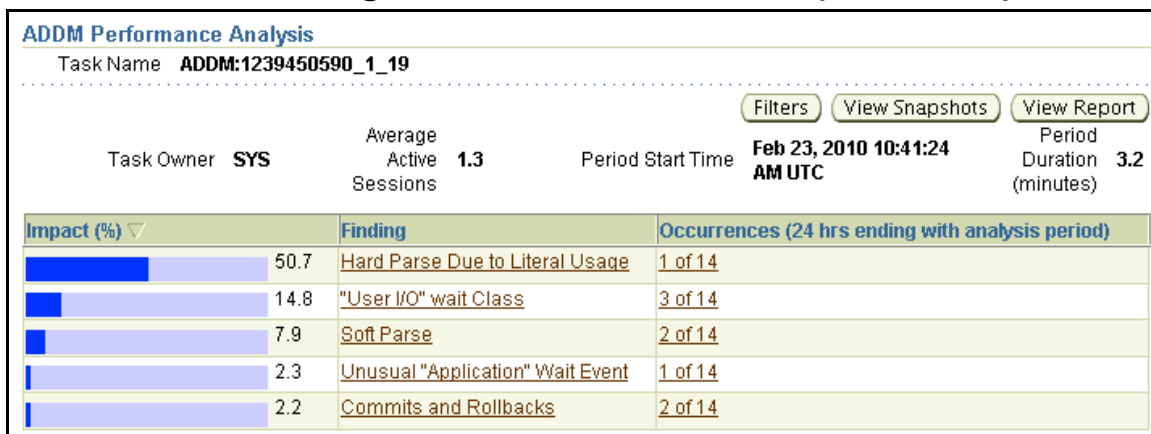 ADDM Performance Analysis
Task Name ADDM:1239450590_1_19
Filters View Snapshots View Report
Task Owner SYS
Average
Active
Sessions
1.3
Period Start Time
Feb 23, 2010 10:41:24
AM UTC
Period
Duration
(minutes)
3.2
Impact (%) Finding Occurrences (24 hrs ending with analysis period)
50.7 Hard Parse Due to Literal Usage 1 of 14
14.8 "User I/O" wait Class 3 of 14
7.9 Soft Parse 2 of 14
2.3 Unusual "Application" Wait Event 1 of 14
2.2 Commits and Rollbacks 2 of 14